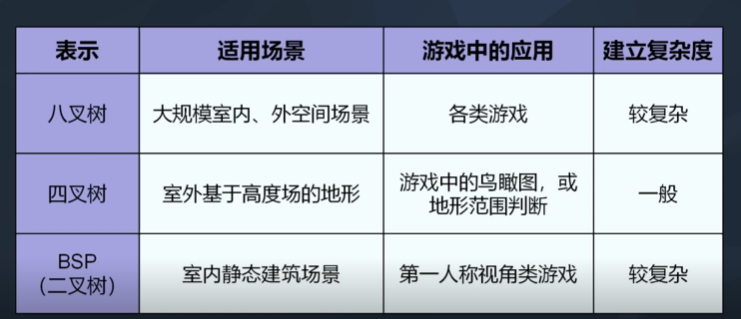 表示 适用场景 游戏中的应用 建立复杂度
八叉树 大规模室内、外空间场景 各类游戏 较复杂
四叉树 室外基于高度场的地形 游戏中的鸟瞰图，或
地形范围判断 一般
BSP
（二叉树） 室内静态建筑场景 第一人称视角类游戏 较复杂